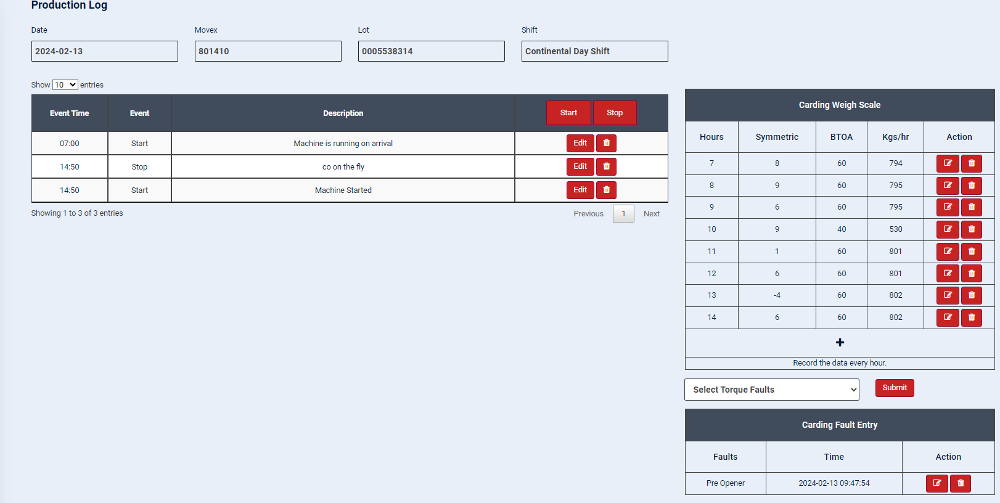 Production Log
Date Movex Lot Shift
2024-02-13 801410 0005538314 Continental Day Shift
Show 10 entries
Event Time Event Description Start Stop
07:00 Start Machine is running on arrival Edit
14:50 Stop co on the fly Edit
14:50 Start Machine Started Edit
Showing 1 to 3 of 3 entries Previous 1 Next
Carding Weigh Scale
Hours Symmetric BTOA Kgs/hr Action
7 8 60 794
8 9 60 795
9 6 60 795
10 9 40 530
11 1 60 801
12 6 60 801
13 -4 60 802
14 6 60 802
Record the data every hour.
Select Torque Faults Submit
Carding Fault Entry
Faults Time Action
Pre Opener 2024-02-13 09:47:54